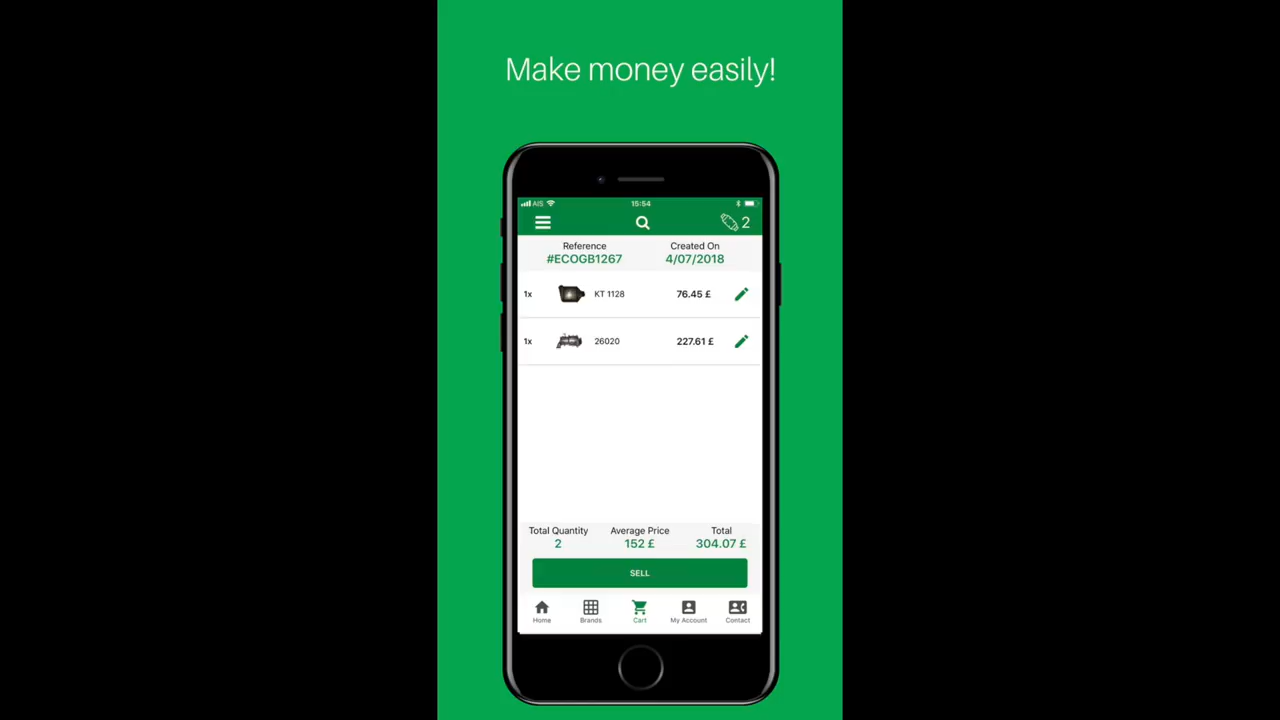 Make money easily!
AIS 15:54
2
Reference Created On
#ECOGB1267 4/07/2018
1x KT 1128 76.45 £
1x 26020 227.61 £
Total Quantity Average Price Total
2 152 £ 304.07 £
SELL
Home Brands Cart My Account Contact